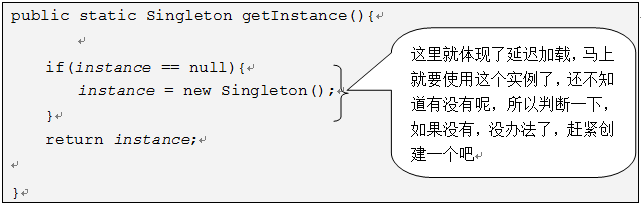 public static Singleton getInstance(){
if(instance == null){
instance = new Singleton();
}
return instance;
}
这里就体现了延迟加载，马上
就要使用这个实例了，还不知
道有没有呢，所以判断一下，
如果没有，没办法了，赶紧创
建一个吧